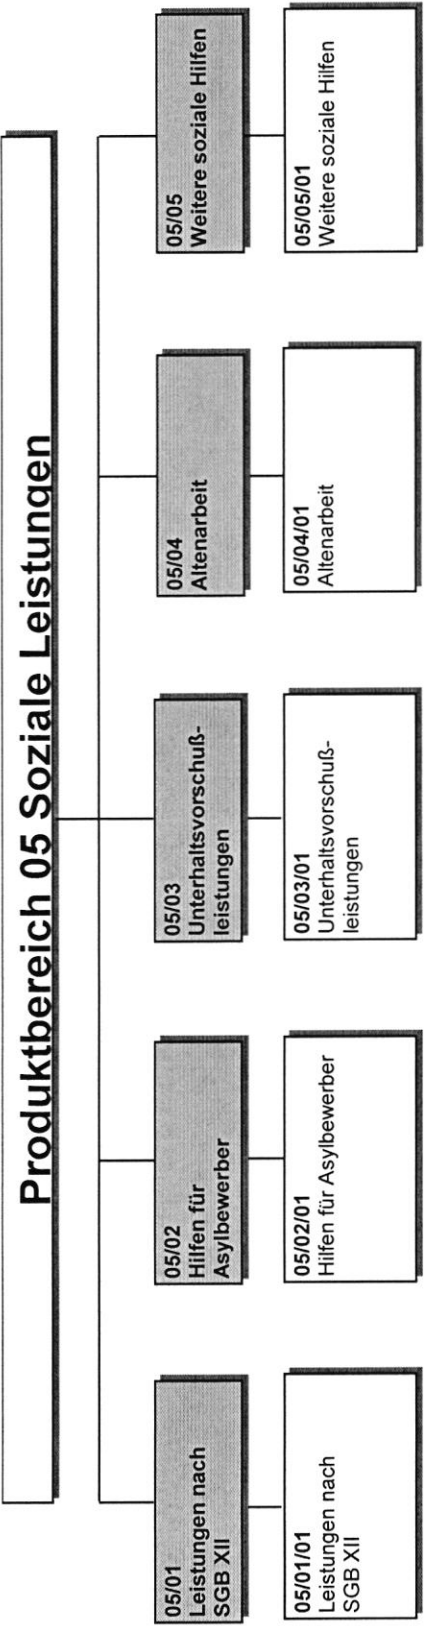 Produktbereich 05 Soziale Leistungen
05/01
Leistungen nach
SGB XII
05/02
Hilfen für
Asylbewerber
05/03
Unterhaltsvorschuß-
leistungen
05/04
Altenarbeit
05/05
Weitere soziale Hilfen
05/01/01
Leistungen nach
SGB XII
05/02/01
Hilfen für Asylbewerber
05/03/01
Unterhaltsvorschuß-
leistungen
05/04/01
Altenarbeit
05/05/01
Weitere soziale Hilfen